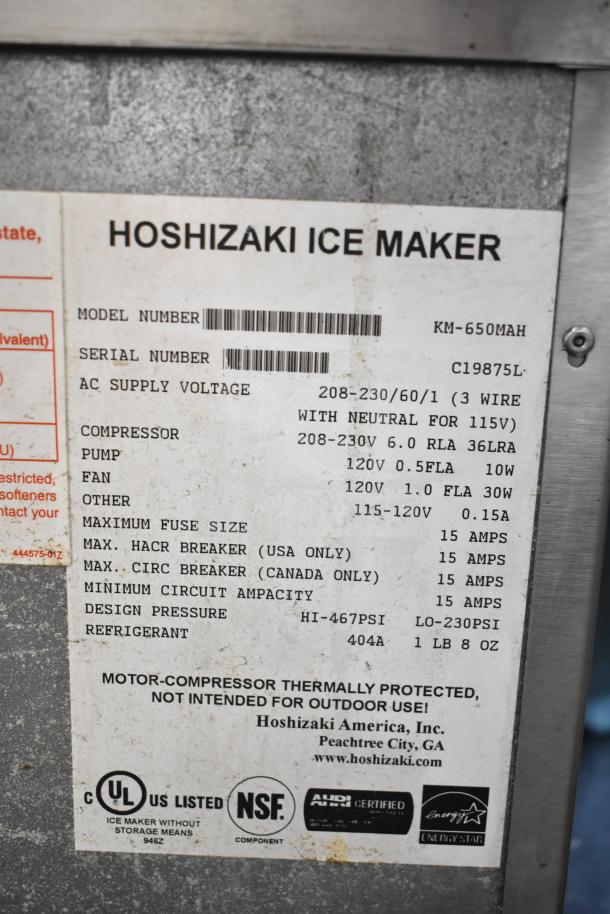 state,
ivalent)
)
U)
estricted,
softeners
ntact your
444575-01Z
HOSHIZAKI ICE MAKER
MODEL NUMBER KM-650MAH
SERIAL NUMBER C19875L
AC SUPPLY VOLTAGE 208-230/60/1 (3 WIRE
WITH NEUTRAL FOR 115V)
COMPRESSOR 208-230V 6.0 RLA 36LRA
PUMP 120V 0.5FLA 10W
FAN 120V 1.0 FLA 30W
OTHER 115-120V 0.15A
MAXIMUM FUSE SIZE 15 AMPS
MAX. HACR BREAKER (USA ONLY) 15 AMPS
MAX. CIRC BREAKER (CANADA ONLY) 15 AMPS
MINIMUM CIRCUIT AMPACITY 15 AMPS
DESIGN PRESSURE HI-467PSI LO-230PSI
REFRIGERANT 404A 1 LB 8 OZ
MOTOR-COMPRESSOR THERMALLY PROTECTED,
NOT INTENDED FOR OUTDOOR USE!
Hoshizaki America, Inc.
Peachtree City, GA
www.hoshizaki.com
C UL US LISTED
ICE MAKER WITHOUT
STORAGE MEANS
946Z
NSF.
COMPONENT
AHRI CERTIFIED
energy
ENERGY STAR